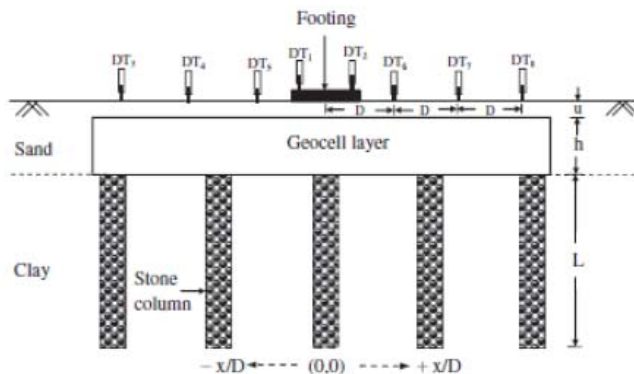 Footing
DT₃ DT₄ DT₅ DT₁ DT₂ DT₆ DT₇ DT₈
D D D u
Sand Geocell layer h
Clay Stone column L
− x/D (0,0) + x/D